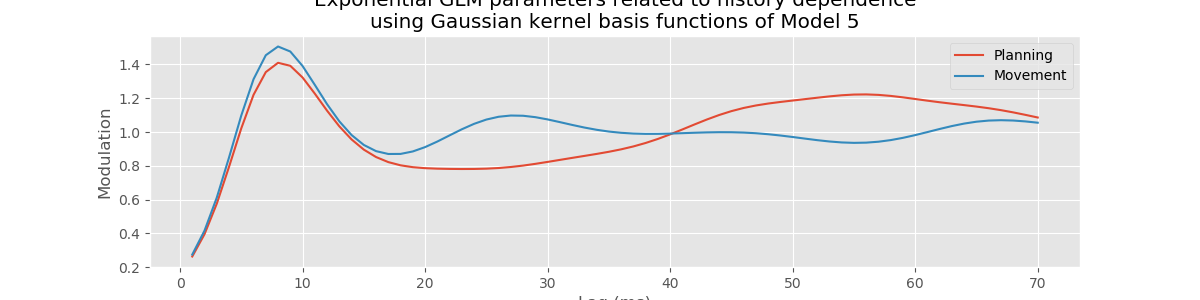 Exponential GLM parameters related to history dependence
using Gaussian kernel basis functions of Model 5
Planning
Movement
Modulation
1.4
1.2
1.0
0.8
0.6
0.4
0.2
0 10 20 30 40 50 60 70
Lag (ms)